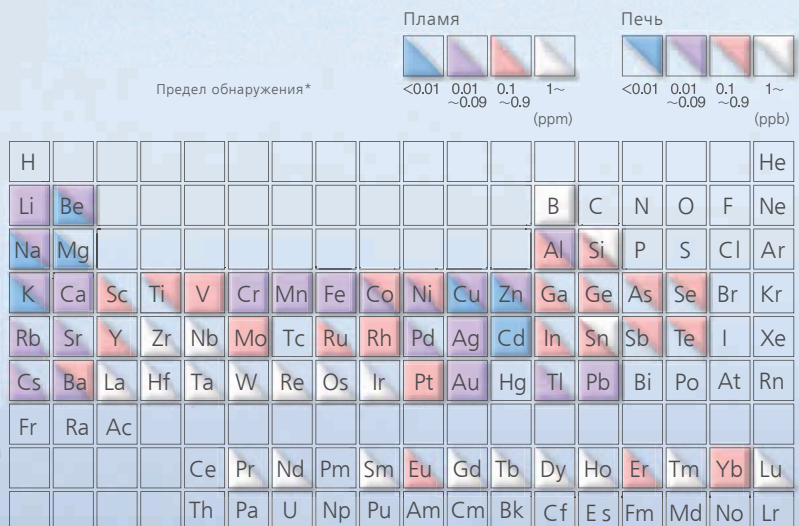 Пламя Печь
Предел обнаружения*
<0.01 0.01 ~0.09 0.1 ~0.9 1~ (ppm)
<0.01 0.01 ~0.09 0.1 ~0.9 1~ (ppb)
H He
Li Be B C N O F Ne
Na Mg Al Si P S Cl Ar
K Ca Sc Ti V Cr Mn Fe Co Ni Cu Zn Ga Ge As Se Br Kr
Rb Sr Y Zr Nb Mo Tc Ru Rh Pd Ag Cd In Sn Sb Te I Xe
Cs Ba La Hf Ta W Re Os Ir Pt Au Hg Tl Pb Bi Po At Rn
Fr Ra Ac
Ce Pr Nd Pm Sm Eu Gd Tb Dy Ho Er Tm Yb Lu
Th Pa U Np Pu Am Cm Bk Cf Es Fm Md No Lr